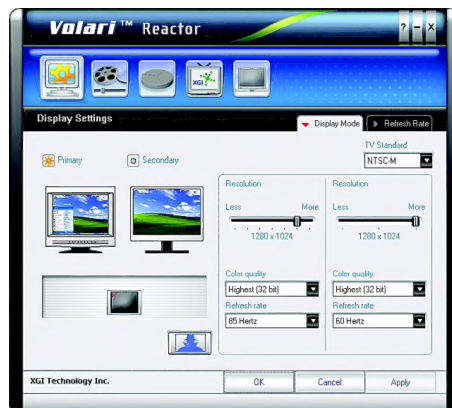 Volari™ Reactor
? - X
XGI
Display Settings
Display Mode
Refresh Rate
TV Standard
NTSC-M
Primary
Secondary
Resolution
Less More
1280 x 1024
Color quality
Highest (32 bit)
Refresh rate
85 Hertz
Resolution
Less More
1280 x 1024
Color quality
Highest (32 bit)
Refresh rate
60 Hertz
XGI Technology Inc.
OK
Cancel
Apply